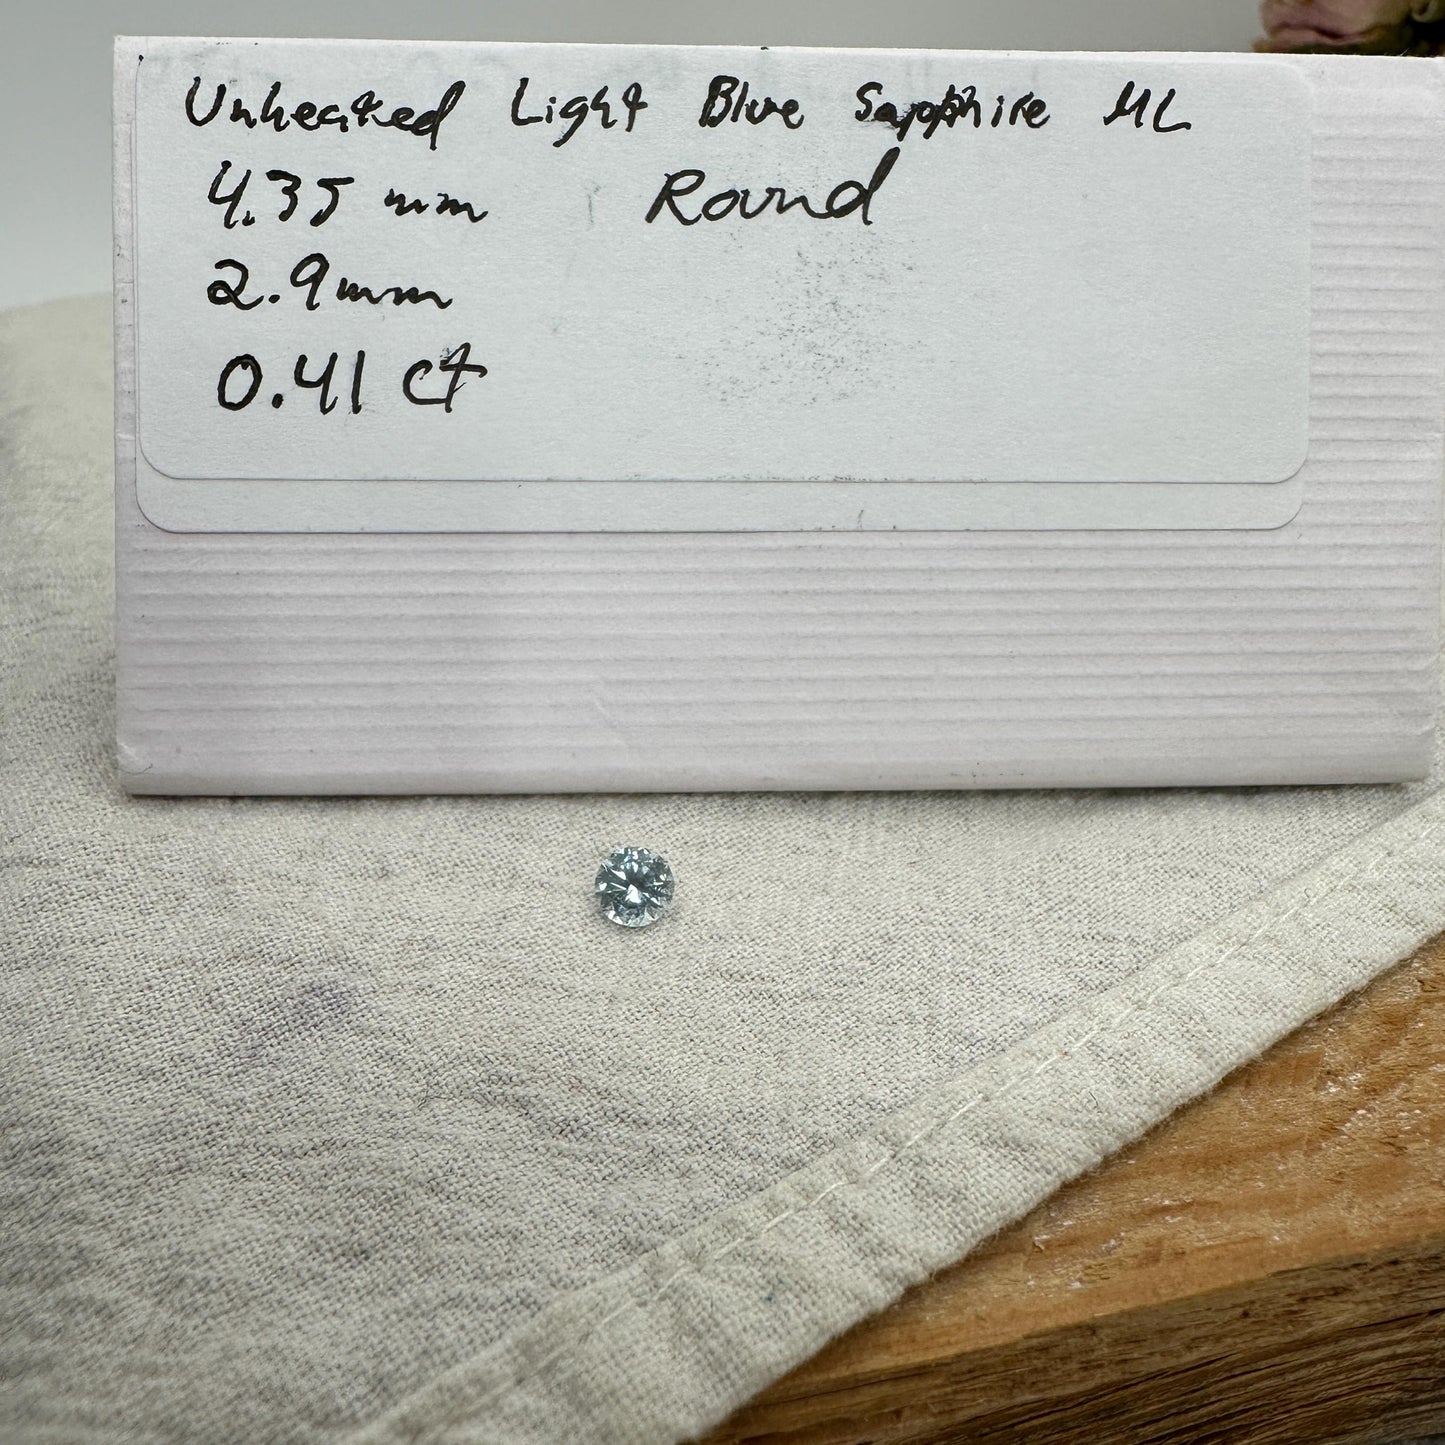 Unheated Light Blue Sapphire ML
4.35 mm Round
2.9mm
0.41 ct